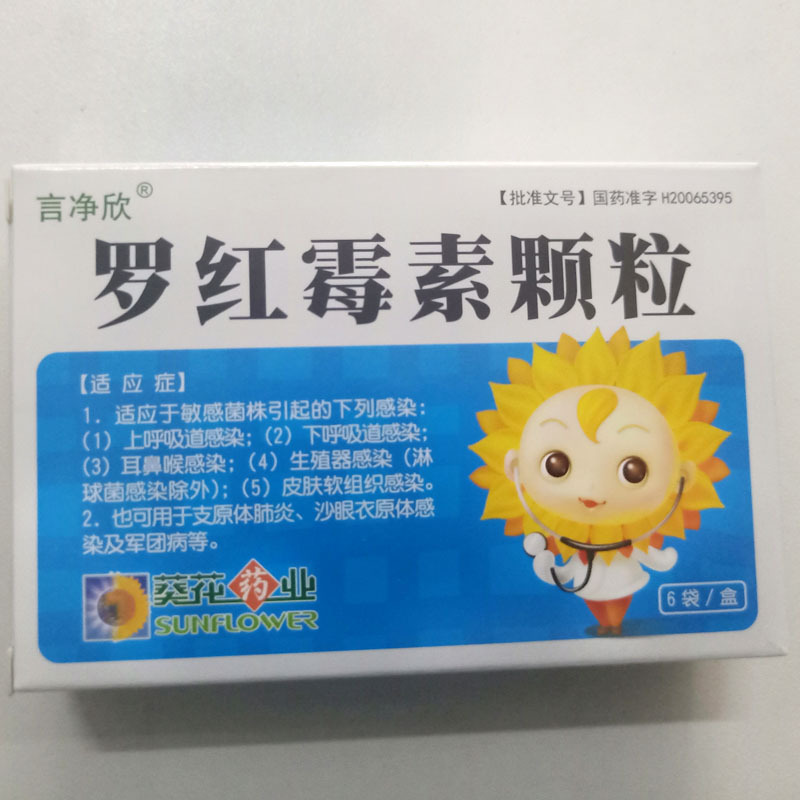 言净欣®
【批准文号】国药准字 H20065395
罗红霉素颗粒
【适 应 症】
1．适应于敏感菌株引起的下列感染：
（1）上呼吸道感染；（2）下呼吸道感染；
（3）耳鼻喉感染；（4）生殖器感染（淋
球菌感染除外）；（5）皮肤软组织感染。
2．也可用于支原体肺炎、沙眼衣原体感
染及军团病等。
葵花药业
SUNFLOWER
6袋/盒